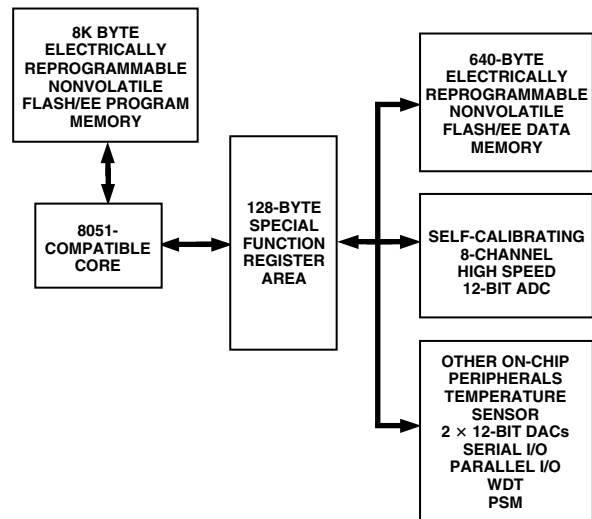 8K BYTE
ELECTRICALLY
REPROGRAMMABLE
NONVOLATILE
FLASH/EE PROGRAM
MEMORY
8051-
COMPATIBLE
CORE
128-BYTE
SPECIAL
FUNCTION
REGISTER
AREA
640-BYTE
ELECTRICALLY
REPROGRAMMABLE
NONVOLATILE
FLASH/EE DATA
MEMORY
SELF-CALIBRATING
8-CHANNEL
HIGH SPEED
12-BIT ADC
OTHER ON-CHIP
PERIPHERALS
TEMPERATURE
SENSOR
2 × 12-BIT DACs
SERIAL I/O
PARALLEL I/O
WDT
PSM